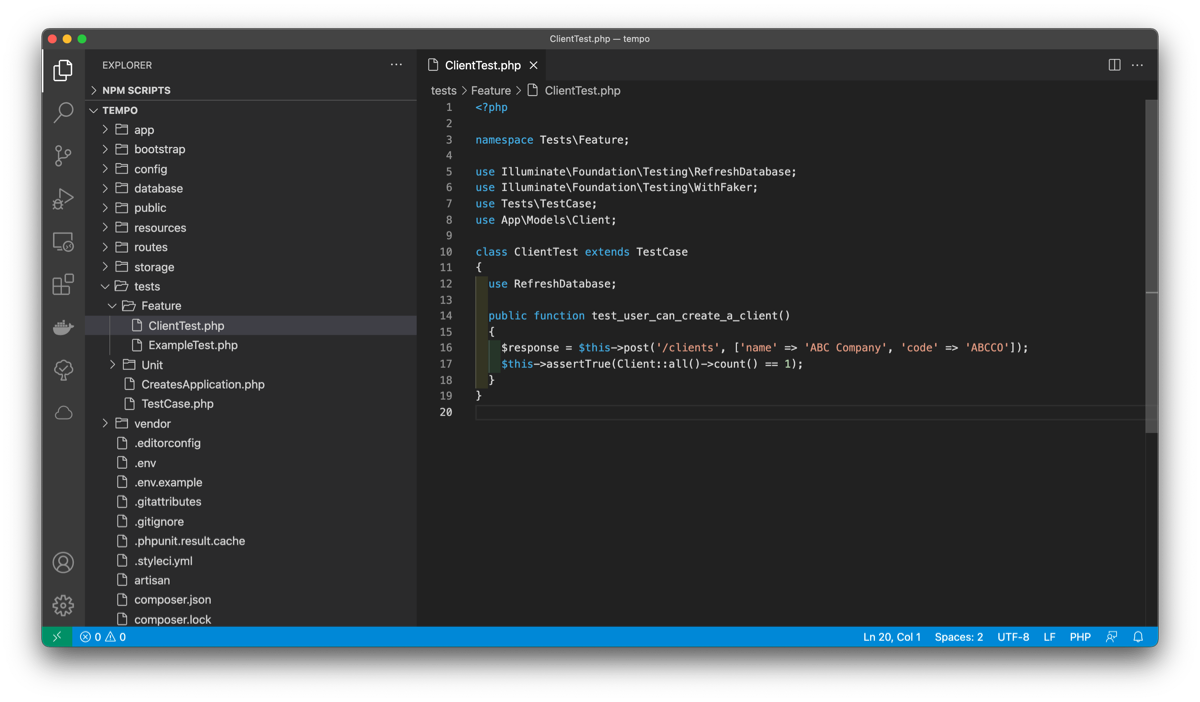 ClientTest.php — tempo
EXPLORER
NPM SCRIPTS
TEMPO
app
bootstrap
config
database
public
resources
routes
storage
tests
Feature
ClientTest.php
ExampleTest.php
Unit
CreatesApplication.php
TestCase.php
vendor
.editorconfig
.env
.env.example
.gitattributes
.gitignore
.phpunit.result.cache
.styleci.yml
artisan
composer.json
composer.lock
ClientTest.php
tests > Feature > ClientTest.php
1 <?php
2
3 namespace Tests\Feature;
4
5 use Illuminate\Foundation\Testing\RefreshDatabase;
6 use Illuminate\Foundation\Testing\WithFaker;
7 use Tests\TestCase;
8 use App\Models\Client;
9
10 class ClientTest extends TestCase
11 {
12 use RefreshDatabase;
13
14 public function test_user_can_create_a_client()
15 {
16 $response = $this->post('/clients', ['name' => 'ABC Company', 'code' => 'ABCCO']);
17 $this->assertTrue(Client::all()->count() == 1);
18 }
19 }
20
0 0
Ln 20, Col 1 Spaces: 2 UTF-8 LF PHP